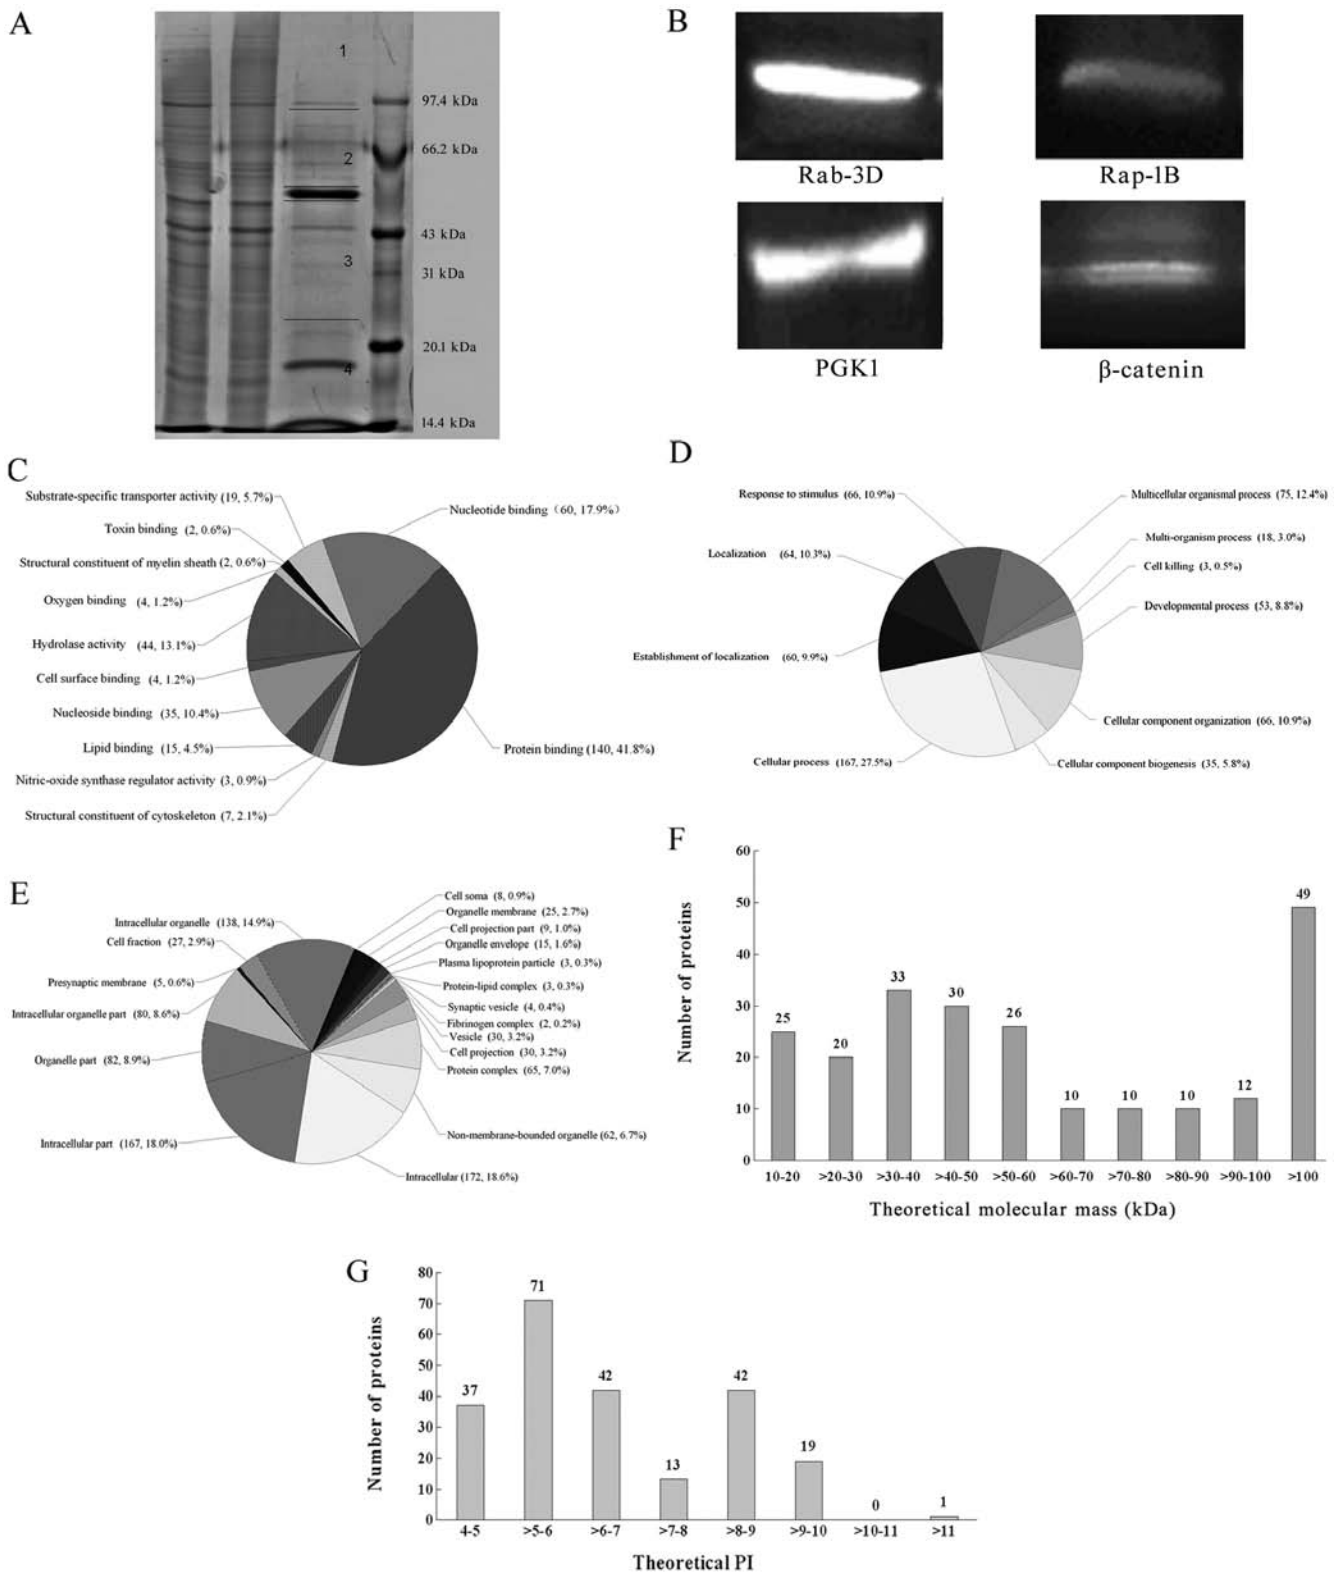 A
1
2
3
4
97.4 kDa
66.2 kDa
43 kDa
31 kDa
20.1 kDa
14.4 kDa
B
Rab-3D
Rap-1B
PGK1
β-catenin
C
Substrate-specific transporter activity (19, 5.7%)
Toxin binding (2, 0.6%)
Structural constituent of myelin sheath (2, 0.6%)
Oxygen binding (4, 1.2%)
Hydrolase activity (44, 13.1%)
Cell surface binding (4, 1.2%)
Nucleoside binding (35, 10.4%)
Lipid binding (15, 4.5%)
Nitric-oxide synthase regulator activity (3, 0.9%)
Structural constituent of cytoskeleton (7, 2.1%)
Nucleotide binding（60, 17.9%）
Protein binding (140, 41.8%)
D
Response to stimulus (66, 10.9%)
Localization (64, 10.3%)
Establishment of localization (60, 9.9%)
Cellular process (167, 27.5%)
Multicellular organismal process (75, 12.4%)
Multi-organism process (18, 3.0%)
Cell killing (3, 0.5%)
Developmental process (53, 8.8%)
Cellular component organization (66, 10.9%)
Cellular component biogenesis (35, 5.8%)
E
Intracellular organelle (138, 14.9%)
Cell fraction (27, 2.9%)
Presynaptic membrane (5, 0.6%)
Intracellular organelle part (80, 8.6%)
Organelle part (82, 8.9%)
Intracellular part (167, 18.0%)
Cell soma (8, 0.9%)
Organelle membrane (25, 2.7%)
Cell projection part (9, 1.0%)
Organelle envelope (15, 1.6%)
Plasma lipoprotein particle (3, 0.3%)
Protein-lipid complex (3, 0.3%)
Synaptic vesicle (4, 0.4%)
Fibrinogen complex (2, 0.2%)
Vesicle (30, 3.2%)
Cell projection (30, 3.2%)
Protein complex (65, 7.0%)
Non-membrane-bounded organelle (62, 6.7%)
Intracellular (172, 18.6%)
F
Number of proteins
60
50
40
30
20
10
0
25
20
33
30
26
10
10
10
12
49
10-20 >20-30 >30-40 >40-50 >50-60 >60-70 >70-80 >80-90 >90-100 >100
Theoretical molecular mass (kDa)
G
Number of proteins
80
70
60
50
40
30
20
10
0
37
71
42
13
42
19
0
1
4-5 >5-6 >6-7 >7-8 >8-9 >9-10 >10-11 >11
Theoretical PI